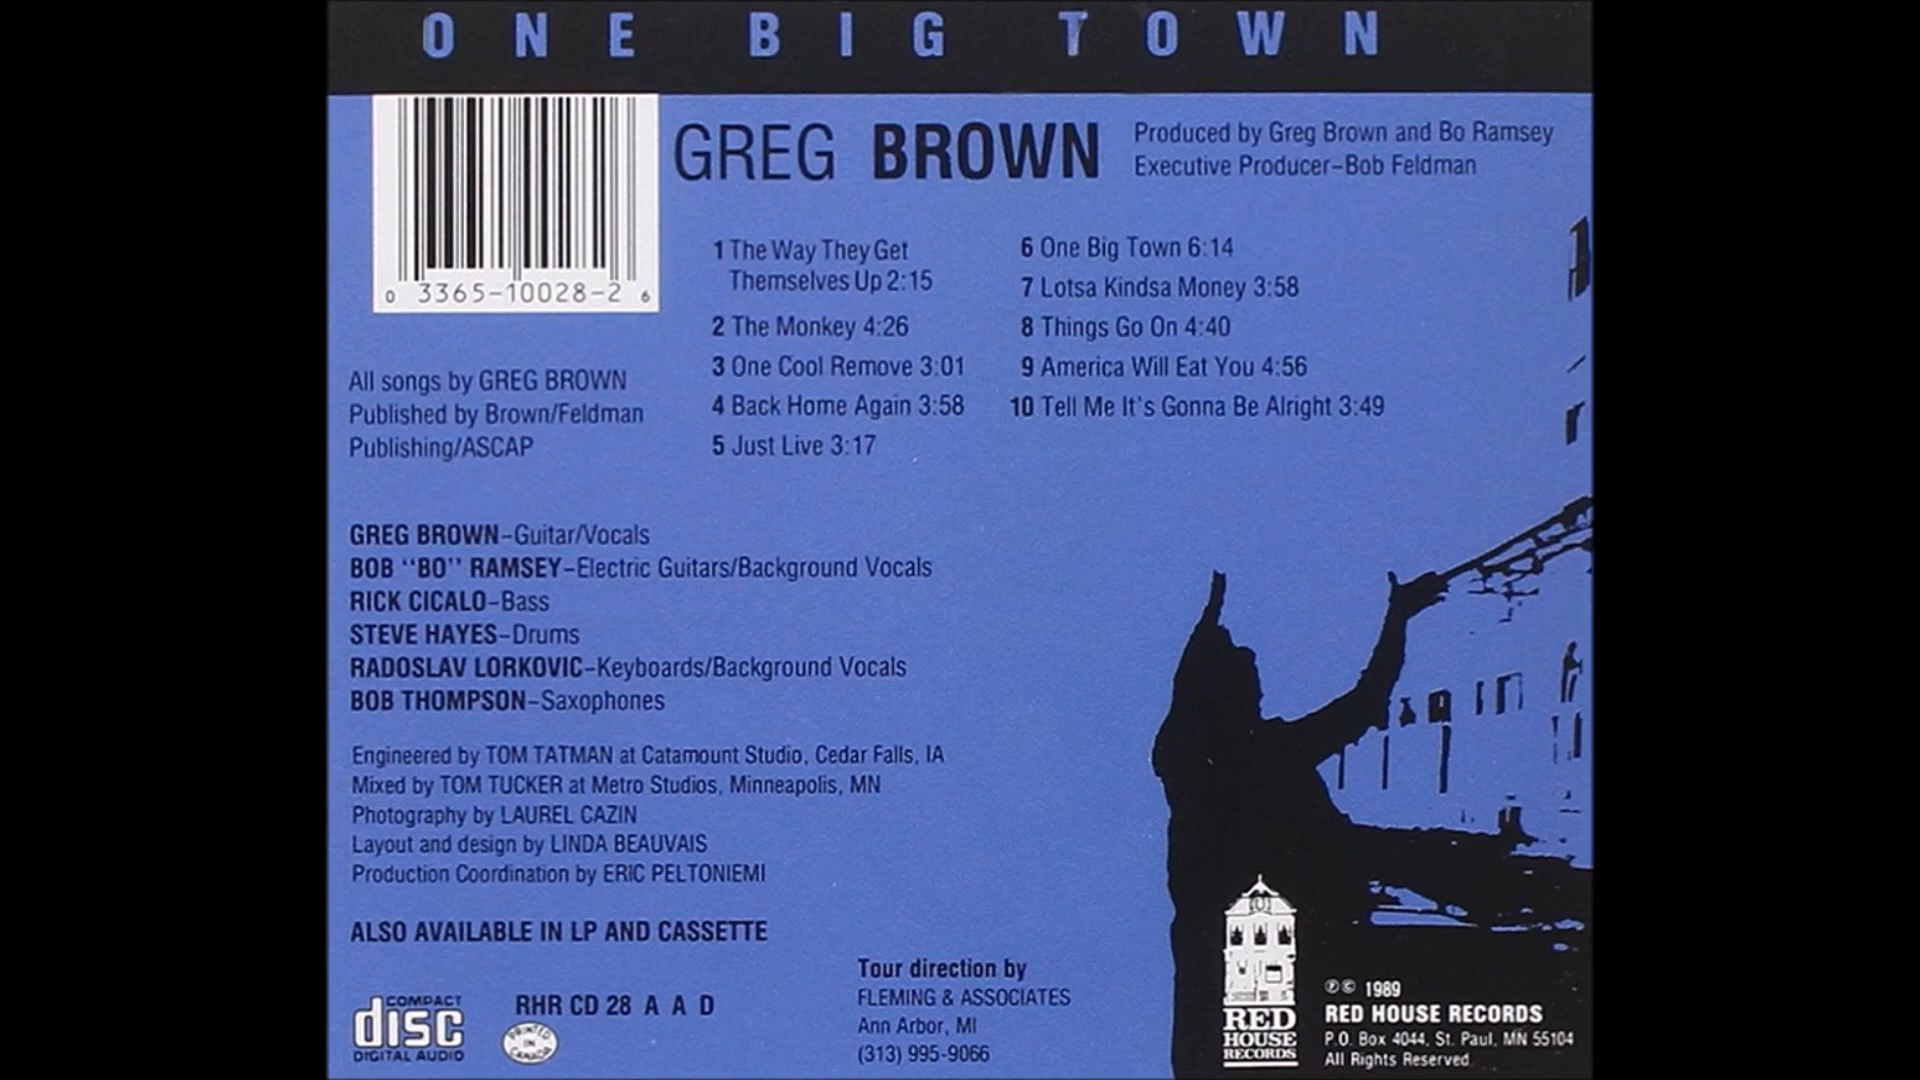 ONE BIG TOWN
GREG BROWN
Produced by Greg Brown and Bo Ramsey
Executive Producer–Bob Feldman
0 3365-10028-2 6
1 The Way They Get
Themselves Up 2:15
2 The Monkey 4:26
3 One Cool Remove 3:01
4 Back Home Again 3:58
5 Just Live 3:17
6 One Big Town 6:14
7 Lotsa Kindsa Money 3:58
8 Things Go On 4:40
9 America Will Eat You 4:56
10 Tell Me It's Gonna Be Alright 3:49
All songs by GREG BROWN
Published by Brown/Feldman
Publishing/ASCAP
GREG BROWN–Guitar/Vocals
BOB “BO” RAMSEY–Electric Guitars/Background Vocals
RICK CICALO–Bass
STEVE HAYES–Drums
RADOSLAV LORKOVIC–Keyboards/Background Vocals
BOB THOMPSON–Saxophones
Engineered by TOM TATMAN at Catamount Studio, Cedar Falls, IA
Mixed by TOM TUCKER at Metro Studios, Minneapolis, MN
Photography by LAUREL CAZIN
Layout and design by LINDA BEAUVAIS
Production Coordination by ERIC PELTONIEMI
ALSO AVAILABLE IN LP AND CASSETTE
COMPACT
disc
DIGITAL AUDIO
RHR CD 28 A A D
PRINTED
IN
CANADA
Tour direction by
FLEMING & ASSOCIATES
Ann Arbor, MI
(313) 995-9066
RED
HOUSE
RECORDS
℗© 1989
RED HOUSE RECORDS
P.O. Box 4044, St. Paul, MN 55104
All Rights Reserved.